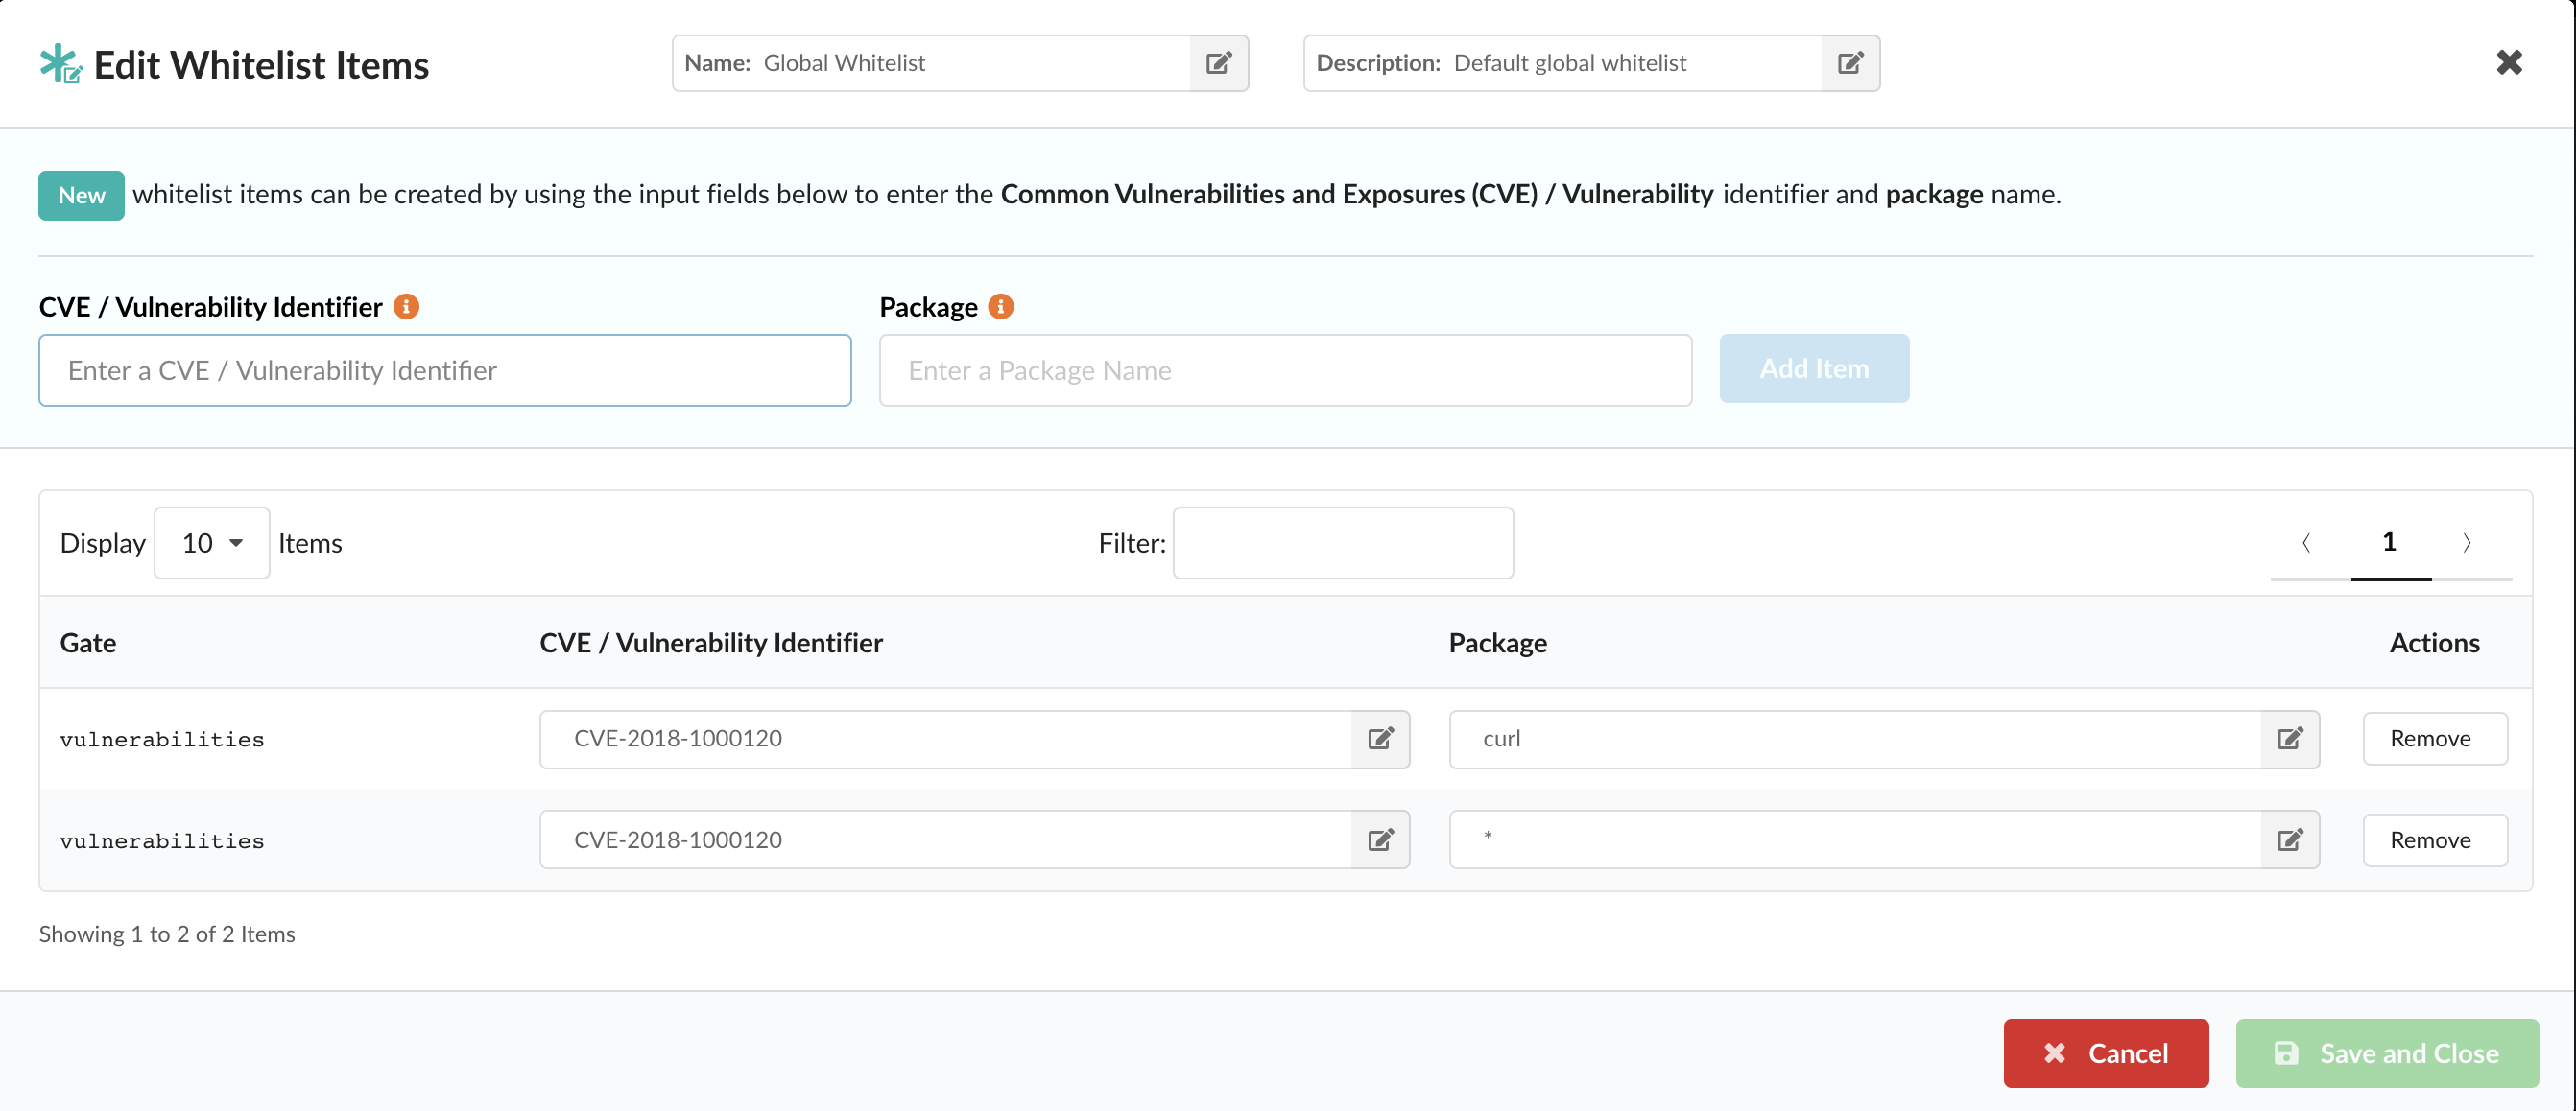 Edit Whitelist Items
Name: Global Whitelist
Description: Default global whitelist
New whitelist items can be created by using the input fields below to enter the Common Vulnerabilities and Exposures (CVE) / Vulnerability identifier and package name.
CVE / Vulnerability Identifier
Package
Enter a CVE / Vulnerability Identifier
Enter a Package Name
Add Item
Display 10 Items
Filter:
1
Gate CVE / Vulnerability Identifier Package Actions
vulnerabilities CVE-2018-1000120 curl Remove
vulnerabilities CVE-2018-1000120 * Remove
Showing 1 to 2 of 2 Items
Cancel
Save and Close